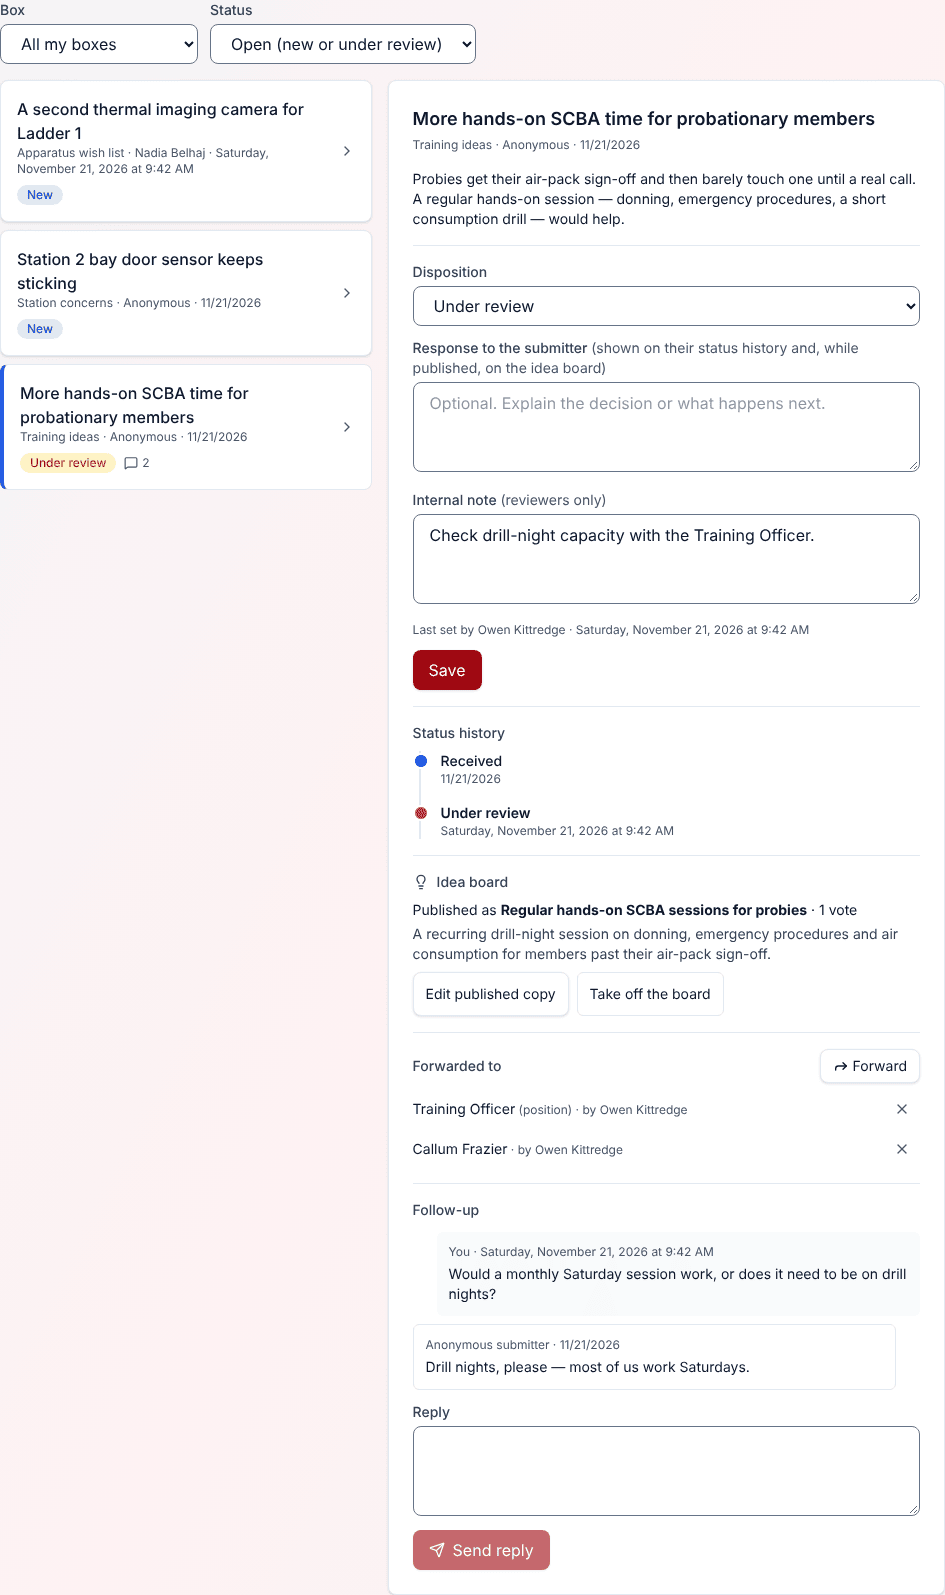 Box
Status
All my boxes
Open (new or under review)
A second thermal imaging camera for
Ladder 1
Apparatus wish list · Nadia Belhaj · Saturday,
November 21, 2026 at 9:42 AM
New
Station 2 bay door sensor keeps
sticking
Station concerns · Anonymous · 11/21/2026
New
More hands-on SCBA time for
probationary members
Training ideas · Anonymous · 11/21/2026
Under review
2
More hands-on SCBA time for probationary members
Training ideas · Anonymous · 11/21/2026
Probies get their air-pack sign-off and then barely touch one until a real call.
A regular hands-on session — donning, emergency procedures, a short
consumption drill — would help.
Disposition
Under review
Response to the submitter (shown on their status history and, while
published, on the idea board)
Optional. Explain the decision or what happens next.
Internal note (reviewers only)
Check drill-night capacity with the Training Officer.
Last set by Owen Kittredge · Saturday, November 21, 2026 at 9:42 AM
Save
Status history
Received
11/21/2026
Under review
Saturday, November 21, 2026 at 9:42 AM
Idea board
Published as Regular hands-on SCBA sessions for probies · 1 vote
A recurring drill-night session on donning, emergency procedures and air
consumption for members past their air-pack sign-off.
Edit published copy
Take off the board
Forwarded to
Forward
Training Officer (position) · by Owen Kittredge
Callum Frazier · by Owen Kittredge
Follow-up
You · Saturday, November 21, 2026 at 9:42 AM
Would a monthly Saturday session work, or does it need to be on drill
nights?
Anonymous submitter · 11/21/2026
Drill nights, please — most of us work Saturdays.
Reply
Send reply